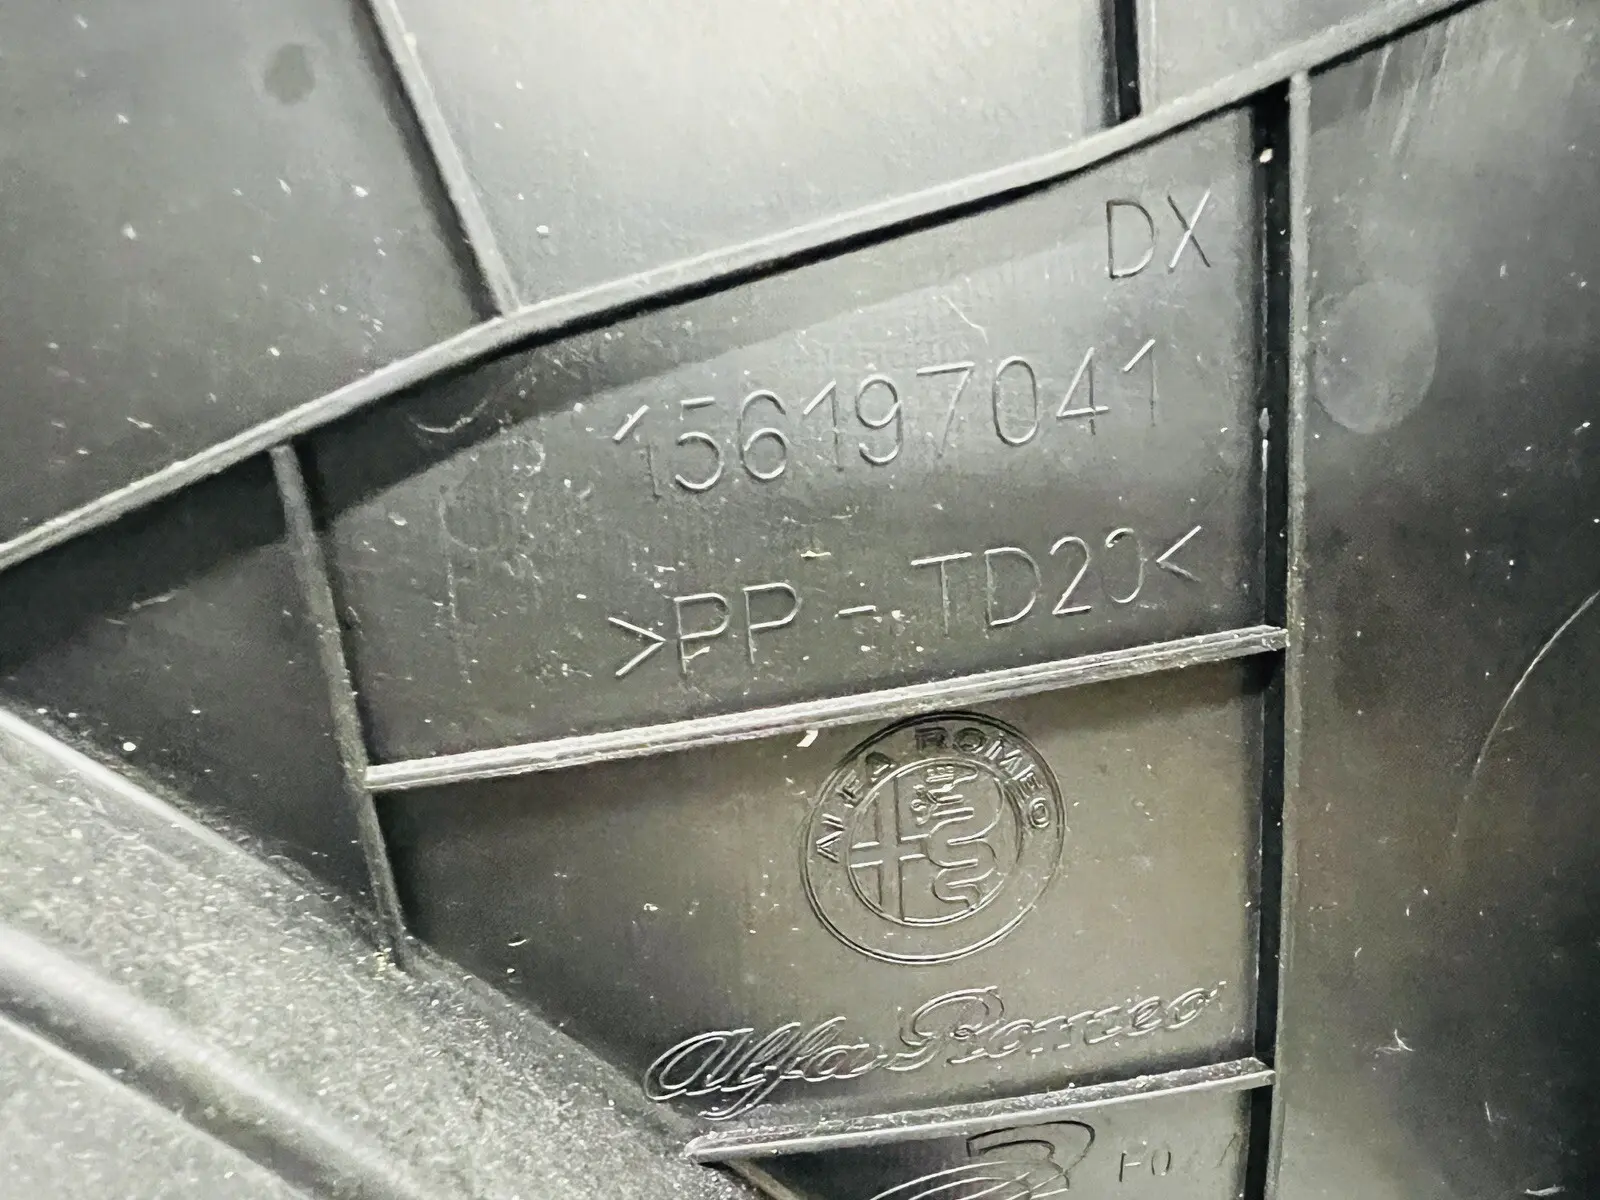 DX
156197041
>PP-TD20<
ALFA ROMEO
Alfa Romeo